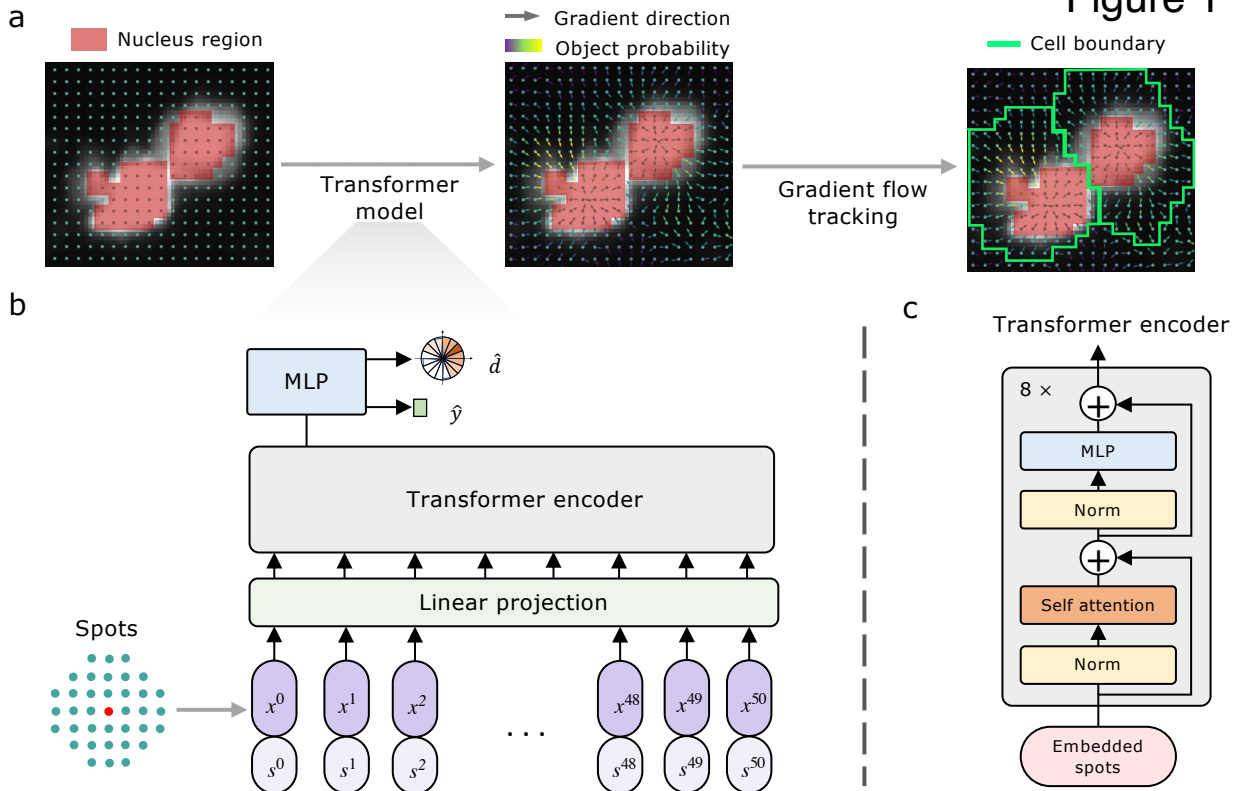 Figure 1
a
Nucleus region
Gradient direction
Object probability
Cell boundary
Transformer
model
Gradient flow
tracking
b
MLP
d̂
ŷ
Transformer encoder
Linear projection
Spots
x⁰ x¹ x² x⁴⁸ x⁴⁹ x⁵⁰
. . .
s⁰ s¹ s² s⁴⁸ s⁴⁹ s⁵⁰
c
Transformer encoder
8 ×
+
MLP
Norm
+
Self attention
Norm
Embedded
spots